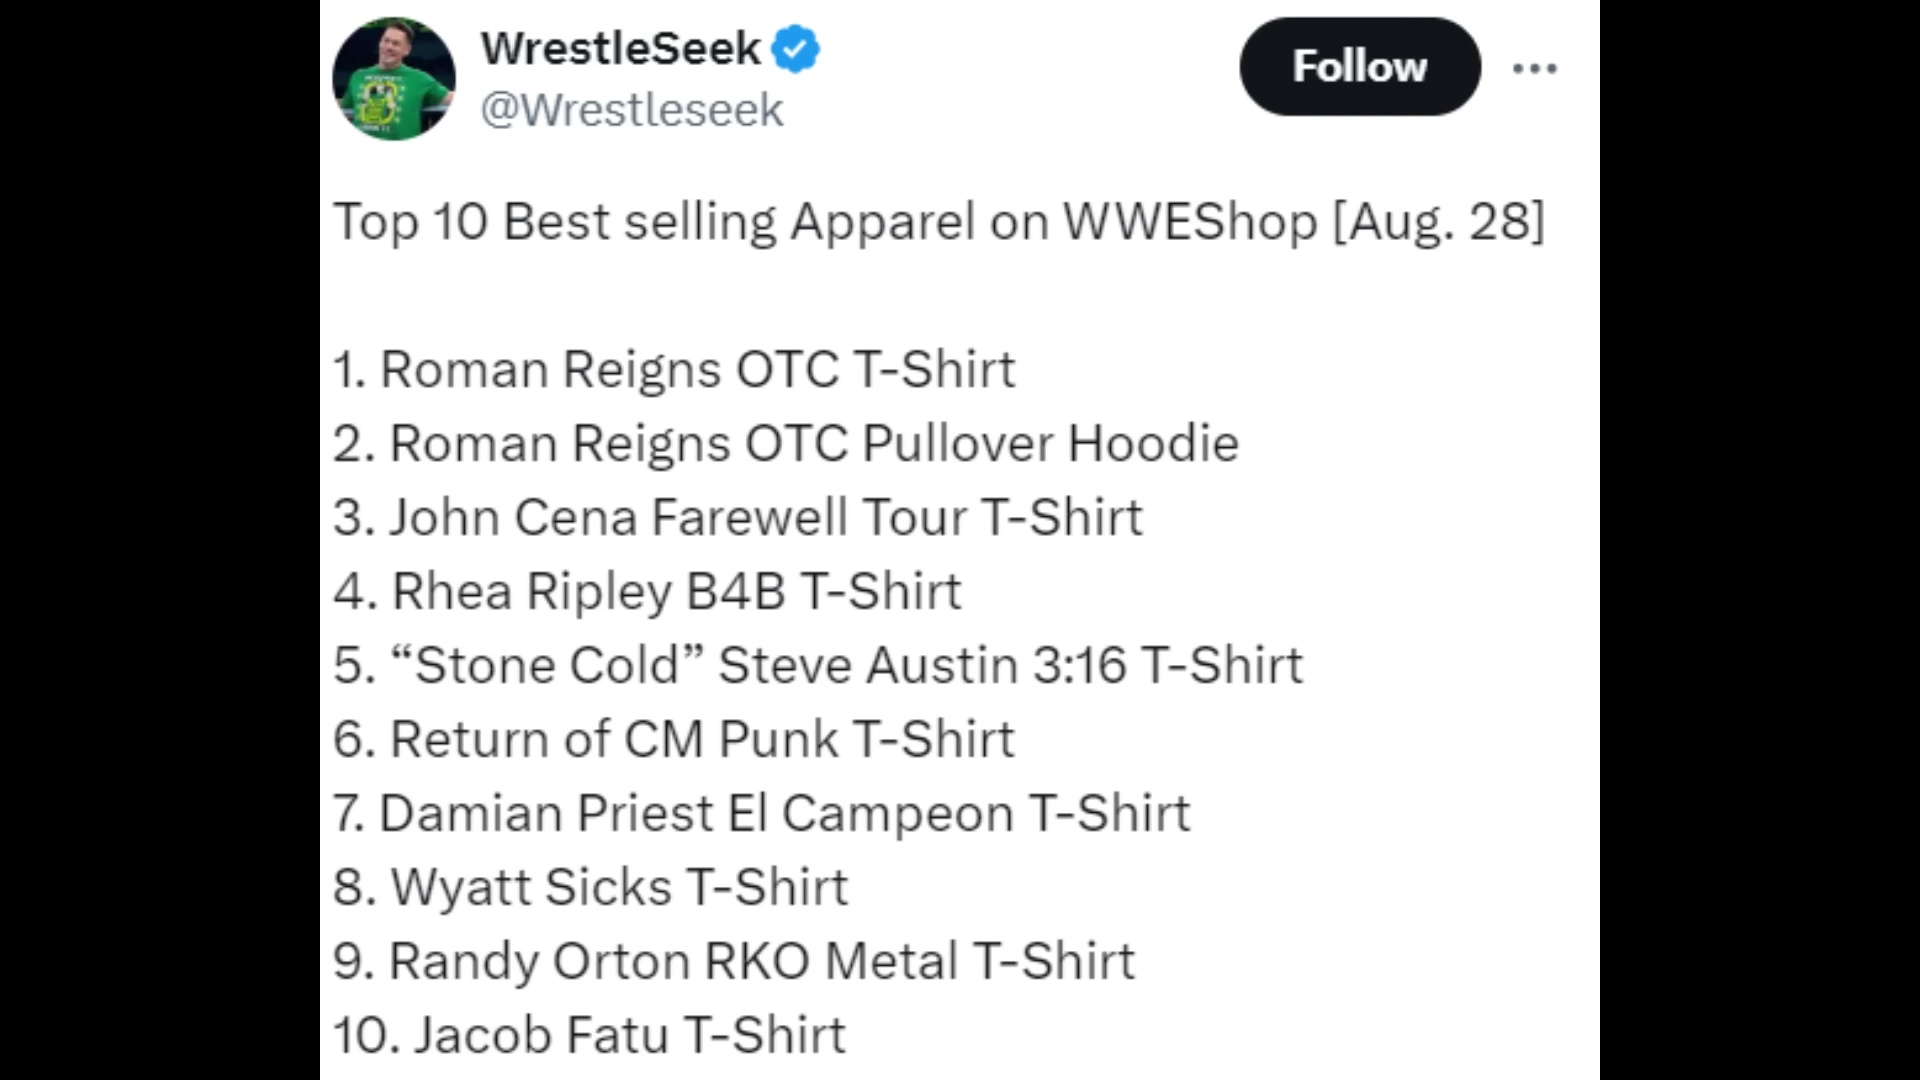 WrestleSeek
@Wrestleseek
Follow
Top 10 Best selling Apparel on WWEShop [Aug. 28]
1. Roman Reigns OTC T-Shirt
2. Roman Reigns OTC Pullover Hoodie
3. John Cena Farewell Tour T-Shirt
4. Rhea Ripley B4B T-Shirt
5. “Stone Cold” Steve Austin 3:16 T-Shirt
6. Return of CM Punk T-Shirt
7. Damian Priest El Campeon T-Shirt
8. Wyatt Sicks T-Shirt
9. Randy Orton RKO Metal T-Shirt
10. Jacob Fatu T-Shirt